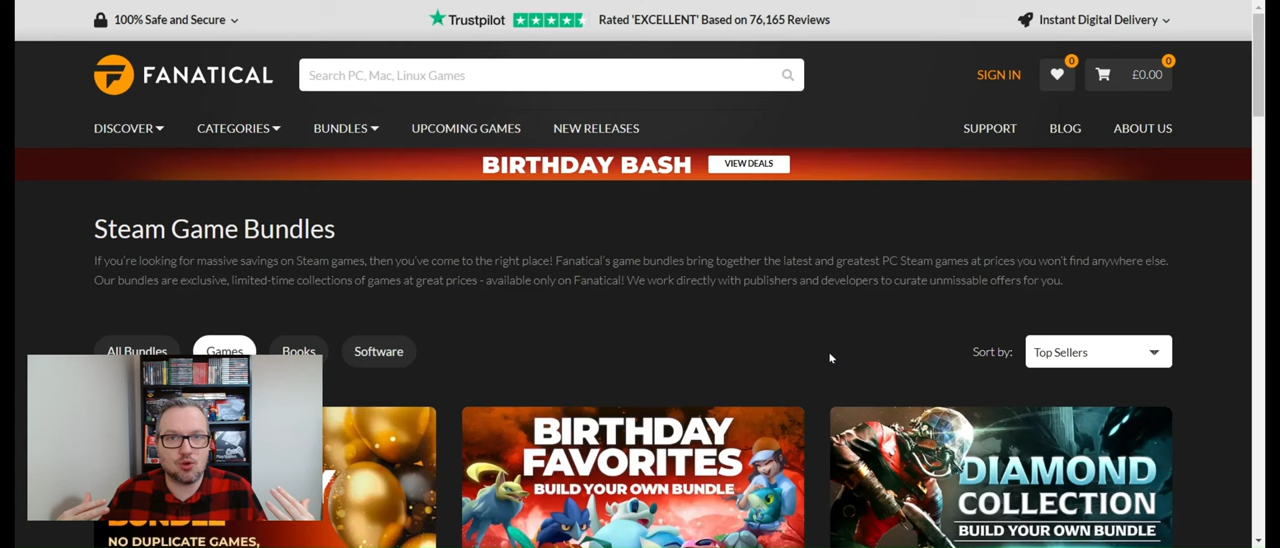 100% Safe and Secure
Trustpilot
Rated 'EXCELLENT' Based on 76,165 Reviews
Instant Digital Delivery
FANATICAL
Search PC, Mac, Linux Games
SIGN IN
0
0
£0.00
DISCOVER
CATEGORIES
BUNDLES
UPCOMING GAMES
NEW RELEASES
SUPPORT
BLOG
ABOUT US
BIRTHDAY BASH
VIEW DEALS
Steam Game Bundles
If you're looking for massive savings on Steam games, then you've come to the right place! Fanatical's game bundles bring together the latest and greatest PC Steam games at prices you won't find anywhere else.
Our bundles are exclusive, limited-time collections of games at great prices - available only on Fanatical! We work directly with publishers and developers to curate unmissable offers for you.
All Bundles
Games
Books
Software
Sort by:
Top Sellers
BUNDLE
NO DUPLICATE GAMES,
BIRTHDAY
FAVORITES
BUILD YOUR OWN BUNDLE
DIAMOND
COLLECTION
BUILD YOUR OWN BUNDLE